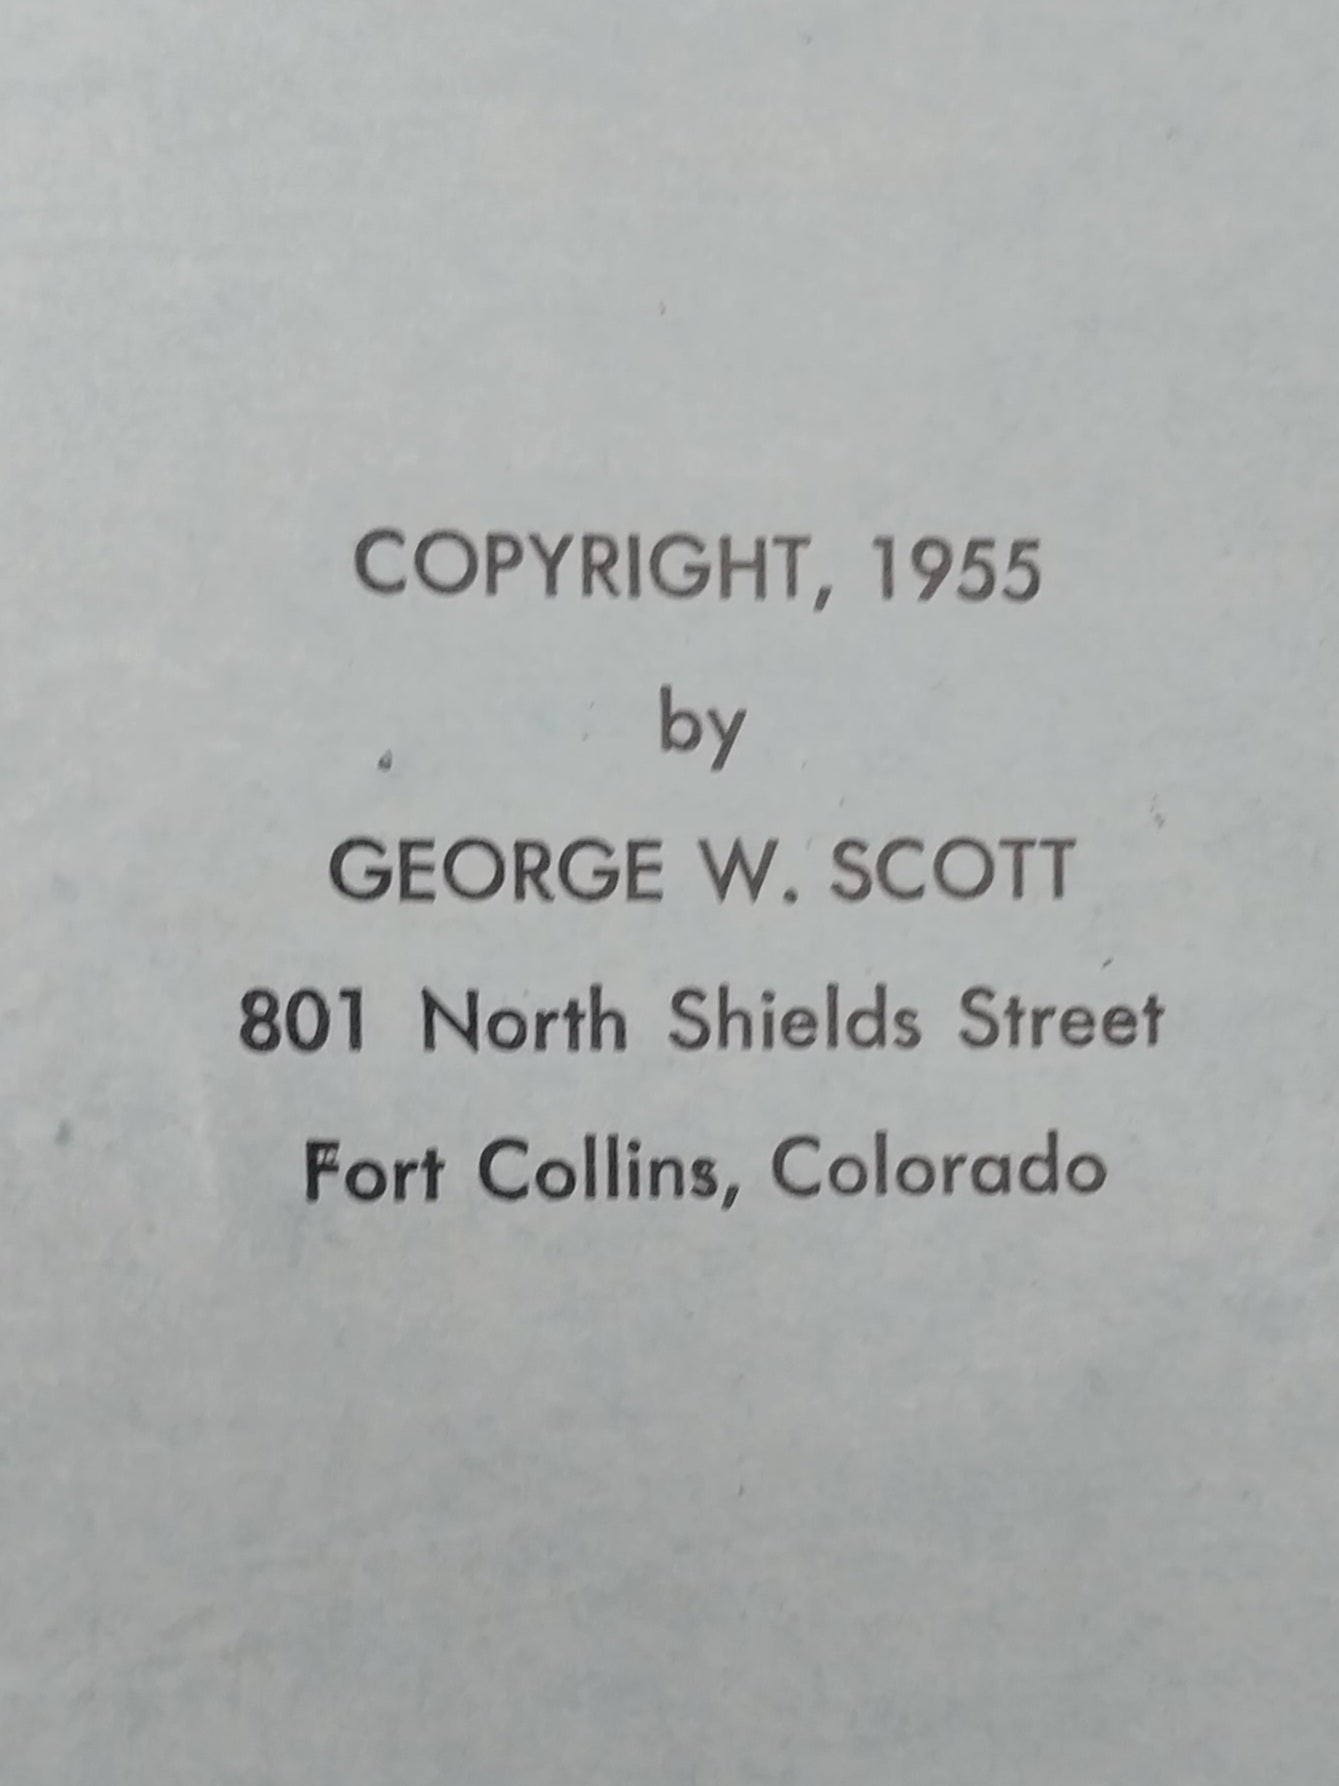 COPYRIGHT, 1955
by
GEORGE W. SCOTT
801 North Shields Street
Fort Collins, Colorado